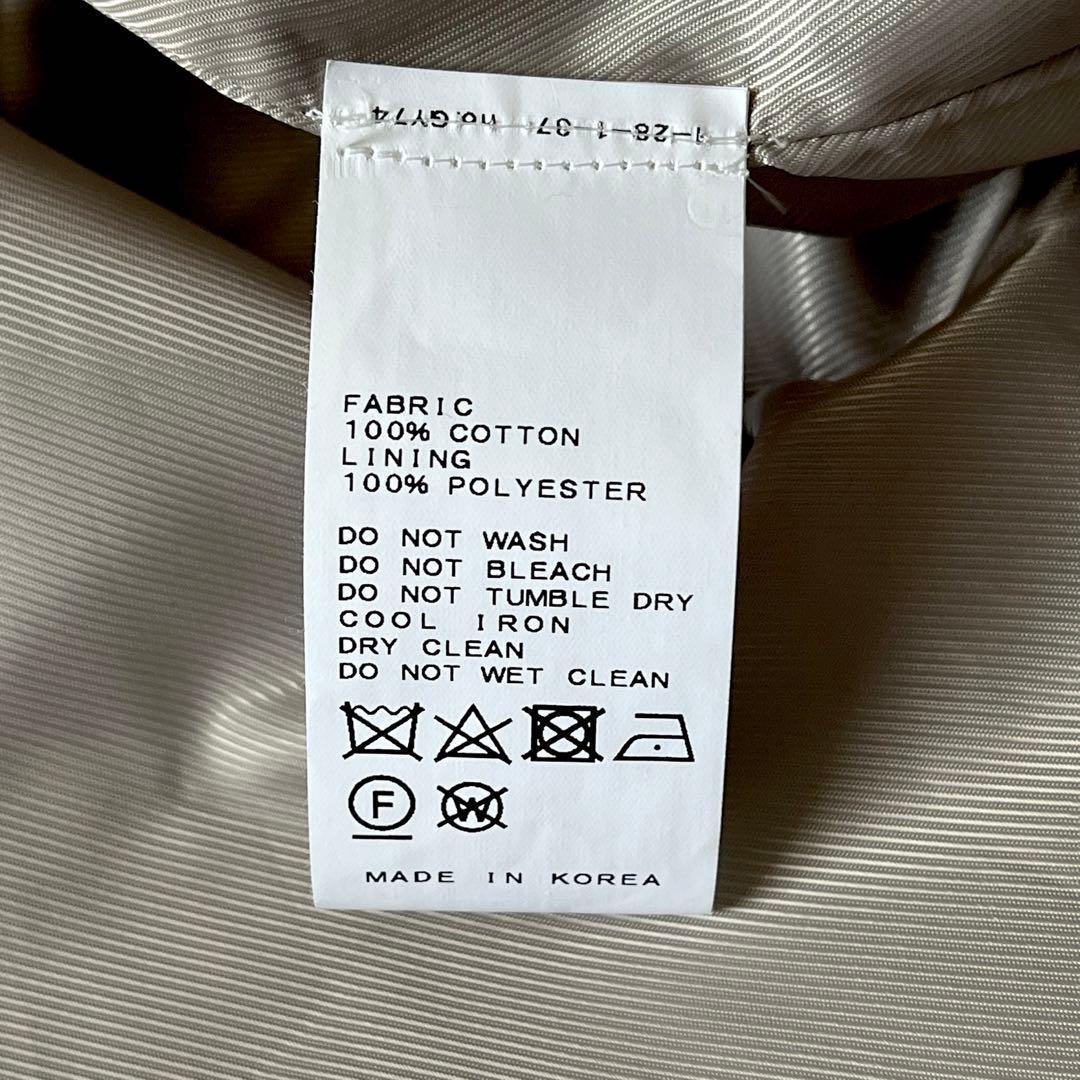 1-28-1-37 no.GY74
FABRIC
100% COTTON
LINING
100% POLYESTER
DO NOT WASH
DO NOT BLEACH
DO NOT TUMBLE DRY
COOL IRON
DRY CLEAN
DO NOT WET CLEAN
F W
MADE IN KOREA